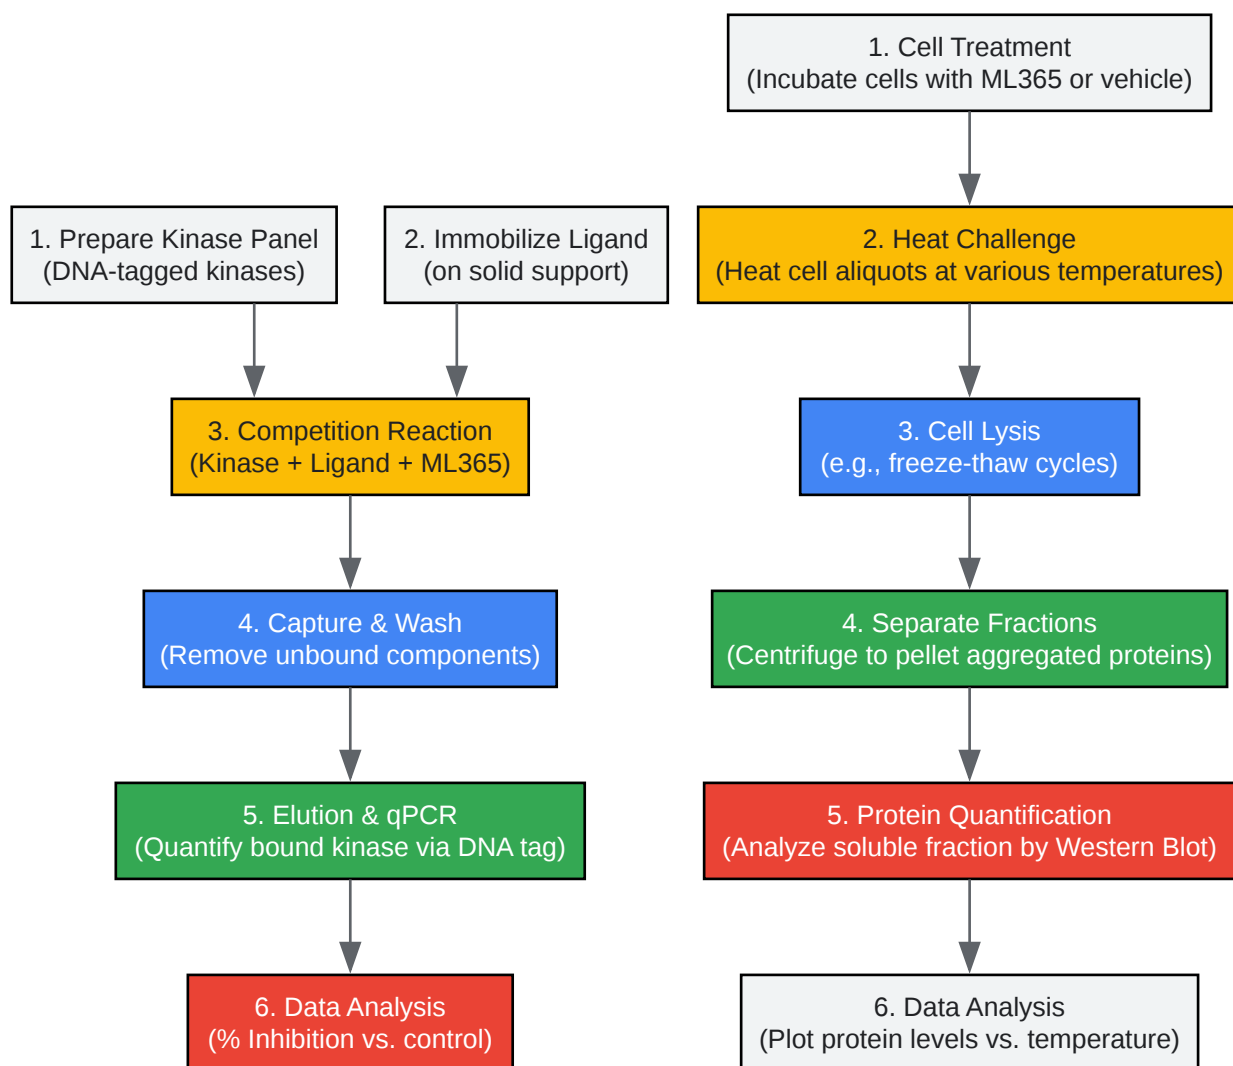 1. Prepare Kinase Panel
(DNA-tagged kinases)
2. Immobilize Ligand
(on solid support)
3. Competition Reaction
(Kinase + Ligand + ML365)
4. Capture & Wash
(Remove unbound components)
5. Elution & qPCR
(Quantify bound kinase via DNA tag)
6. Data Analysis
(% Inhibition vs. control)
1. Cell Treatment
(Incubate cells with ML365 or vehicle)
2. Heat Challenge
(Heat cell aliquots at various temperatures)
3. Cell Lysis
(e.g., freeze-thaw cycles)
4. Separate Fractions
(Centrifuge to pellet aggregated proteins)
5. Protein Quantification
(Analyze soluble fraction by Western Blot)
6. Data Analysis
(Plot protein levels vs. temperature)